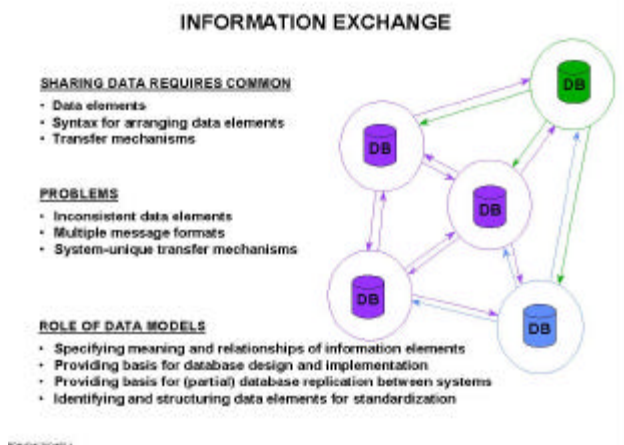 INFORMATION EXCHANGE
SHARING DATA REQUIRES COMMON
• Data elements
• Syntax for arranging data elements
• Transfer mechanisms
PROBLEMS
• Inconsistent data elements
• Multiple message formats
• System-unique transfer mechanisms
ROLE OF DATA MODELS
• Specifying meaning and relationships of information elements
• Providing basis for database design and implementation
• Providing basis for (partial) database replication between systems
• Identifying and structuring data elements for standardization
DB
DB
DB
DB
DB